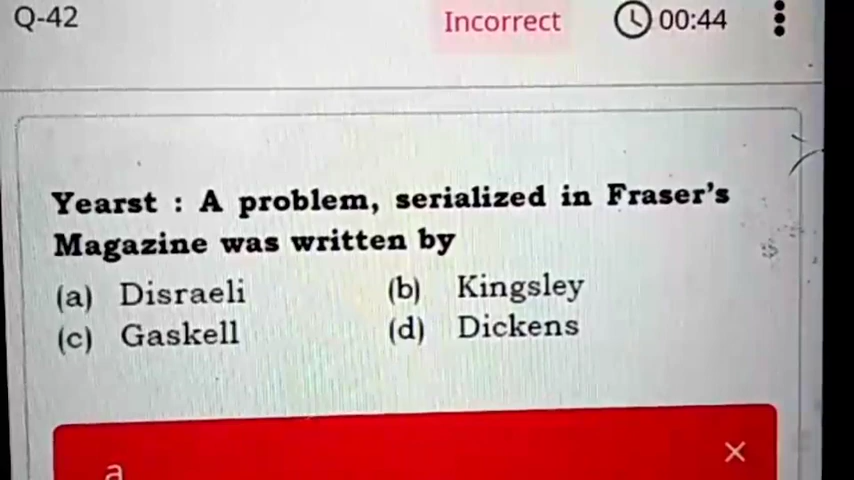 Q-42
Incorrect
00:44
Yearst : A problem, serialized in Fraser's
Magazine was written by
(a) Disraeli (b) Kingsley
(c) Gaskell (d) Dickens
a